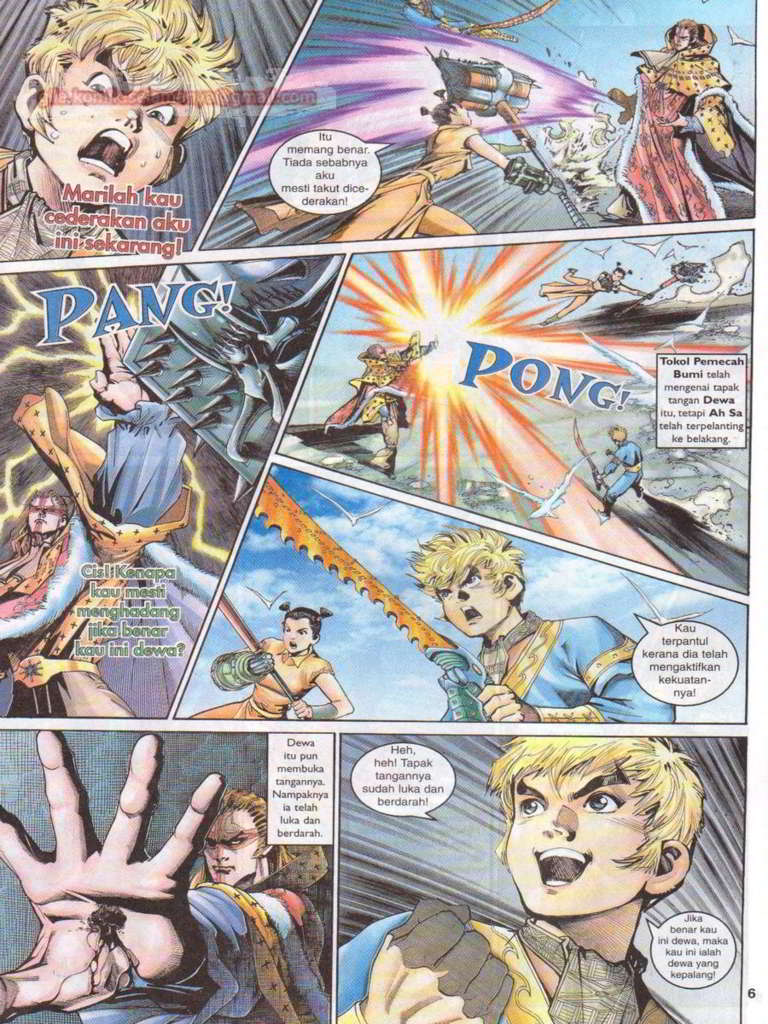 Marilah kau
cederakan aku
ini sekarang!
Itu
memang benar.
Tiada sebabnya
aku
mesti takut dice-
derakan!
PANG!
Cis! Kenapa
kau mesti
menghadang
jika benar
kau ini dewa?
PONG!
Tokol Pemecah
Bumi telah
mengenai tapak
tangan Dewa
itu, tetapi Ah Sa
telah terpelanting
ke belakang.
Kau
terpantul
kerana dia telah
mengaktifkan
kekuatan-
nya!
Dewa
itu pun
membuka
tangannya.
Nampaknya
ia telah
luka dan
berdarah.
Heh,
heh! Tapak
tangannya
sudah luka dan
berdarah!
Jika
benar kau
ini dewa, maka
kau ini ialah
dewa yang
kepalang!
6